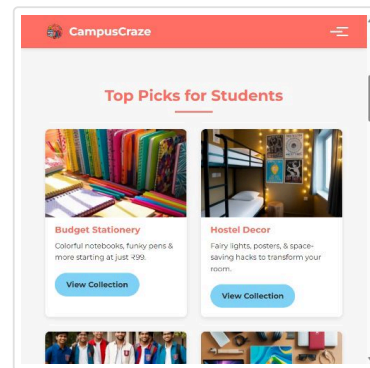 CampusCraze
Top Picks for Students
Budget Stationery
Colorful notebooks, funky pens &
more starting at just ₹99.
View Collection
Hostel Decor
Fairy lights, posters, & space-
saving hacks to transform your
room.
View Collection